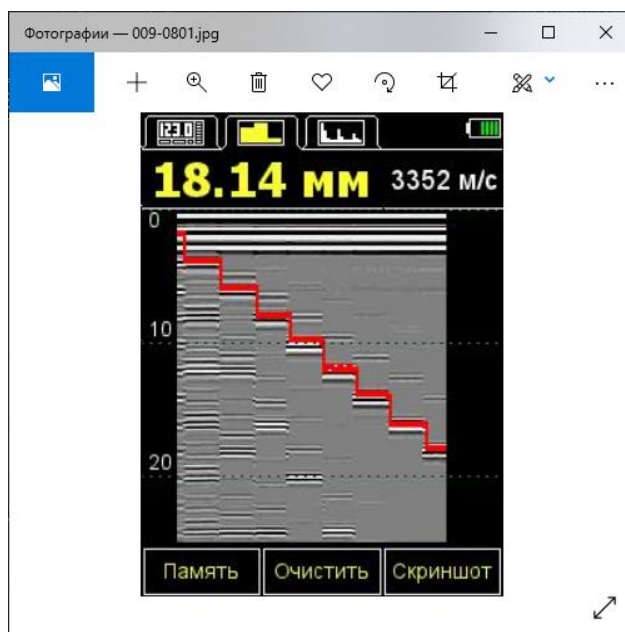 Фотографии — 009-0801.jpg
123.0
18.14 мм 3352 м/с
0
10
20
Память Очистить Скриншот